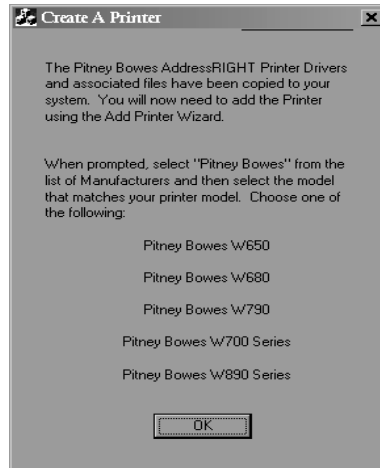 Create A Printer
The Pitney Bowes AddressRIGHT Printer Drivers
and associated files have been copied to your
system. You will now need to add the Printer
using the Add Printer Wizard.
When prompted, select "Pitney Bowes" from the
list of Manufacturers and then select the model
that matches your printer model. Choose one of
the following:
Pitney Bowes W650
Pitney Bowes W680
Pitney Bowes W790
Pitney Bowes W700 Series
Pitney Bowes W890 Series
OK